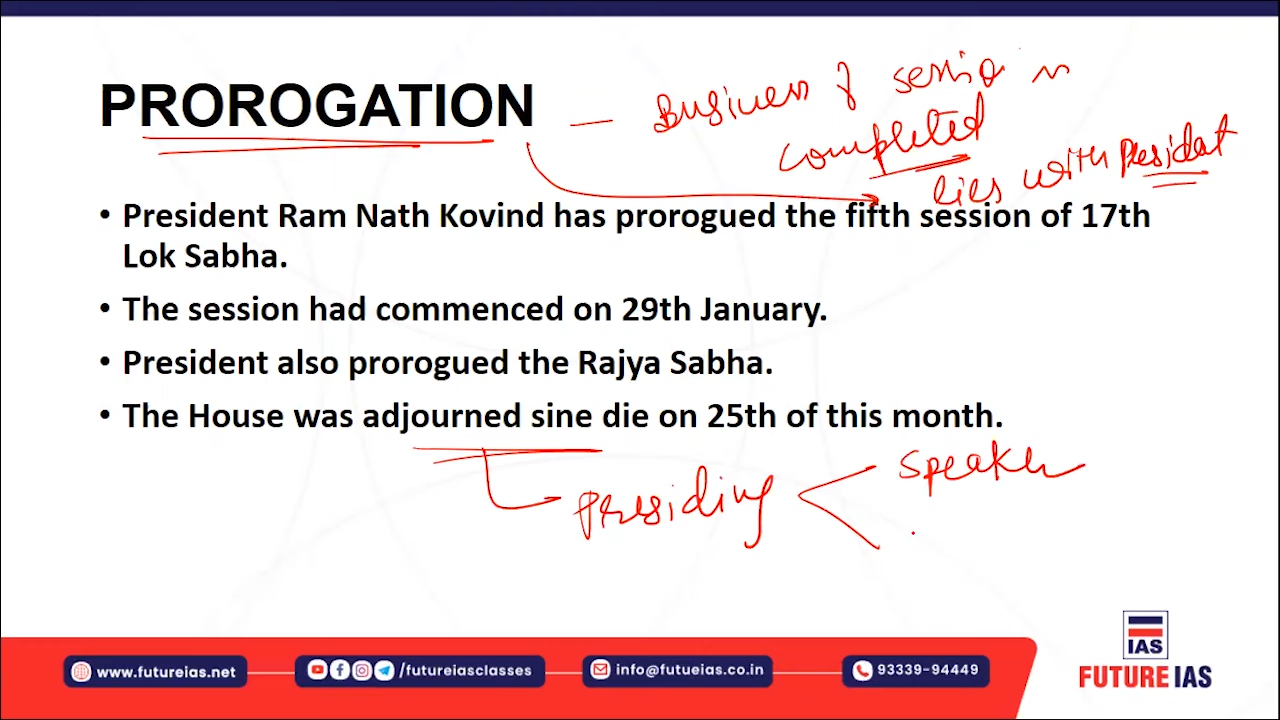 PROROGATION
Business of session
completed
lies with President
• President Ram Nath Kovind has prorogued the fifth session of 17th
Lok Sabha.
• The session had commenced on 29th January.
• President also prorogued the Rajya Sabha.
• The House was adjourned sine die on 25th of this month.
Presiding
Speaker
IAS
FUTURE IAS
www.futureias.net
/futureiasclasses
info@futueias.co.in
93339-94449